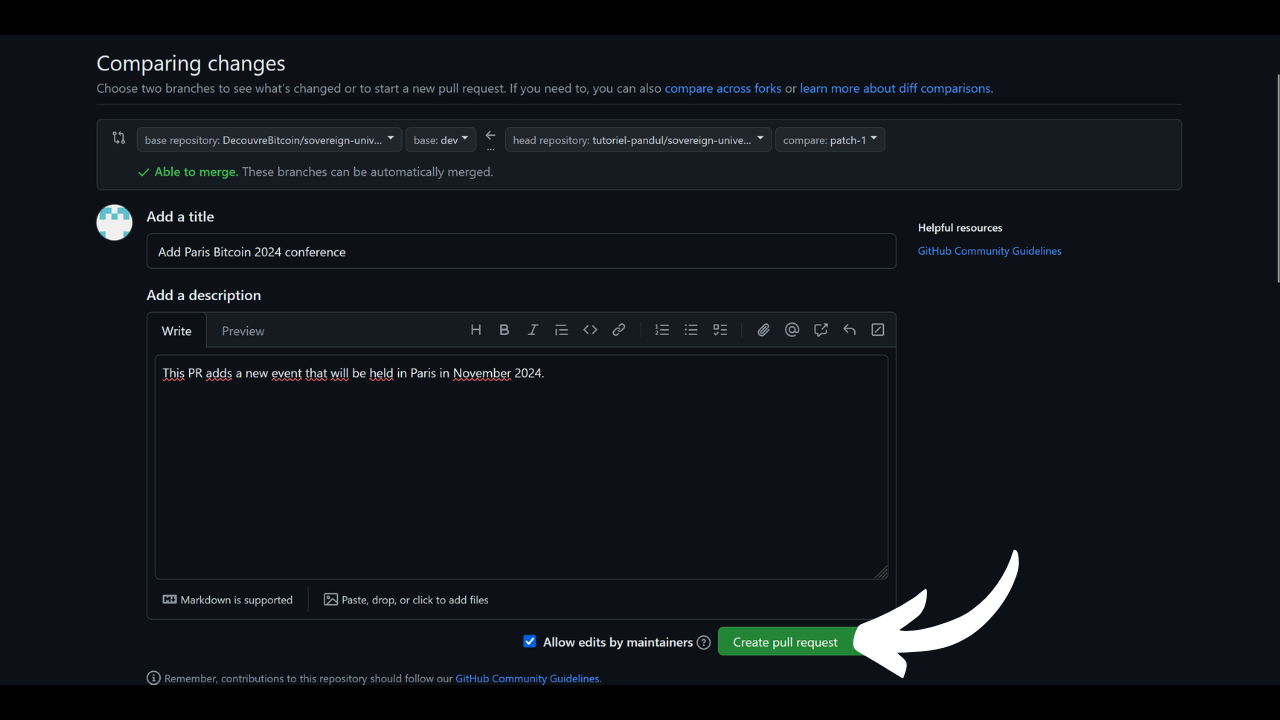 Comparing changes
Choose two branches to see what's changed or to start a new pull request. If you need to, you can also compare across forks or learn more about diff comparisons.
base repository: DecouvreBitcoin/sovereign-univ... base: dev ... head repository: tutoriel-pandul/sovereign-unive... compare: patch-1
Able to merge. These branches can be automatically merged.
Add a title
Helpful resources
Add Paris Bitcoin 2024 conference
GitHub Community Guidelines
Add a description
Write Preview
This PR adds a new event that will be held in Paris in November 2024.
Markdown is supported Paste, drop, or click to add files
Allow edits by maintainers Create pull request
Remember, contributions to this repository should follow our GitHub Community Guidelines.